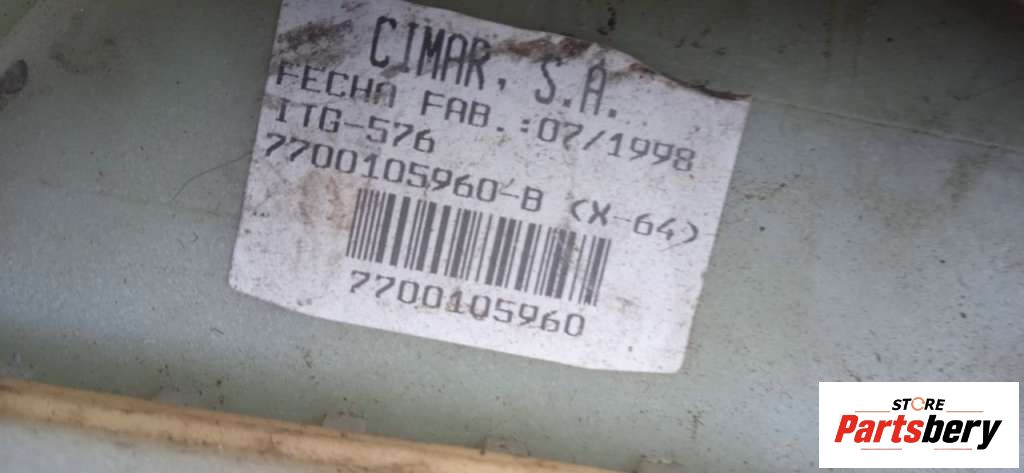 CIMAR, S.A.
FECHA FAB.:07/1998
ITG-576
7700105960-B (X-64)
7700105960
STORE
Partsbery